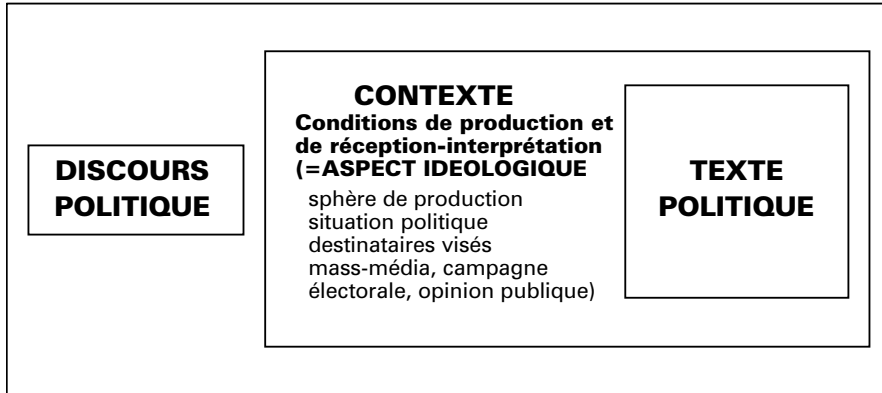 DISCOURS
POLITIQUE
CONTEXTE
Conditions de production et
de réception-interprétation
(=ASPECT IDEOLOGIQUE
sphère de production
situation politique
destinataires visés
mass-média, campagne
électorale, opinion publique)
TEXTE
POLITIQUE